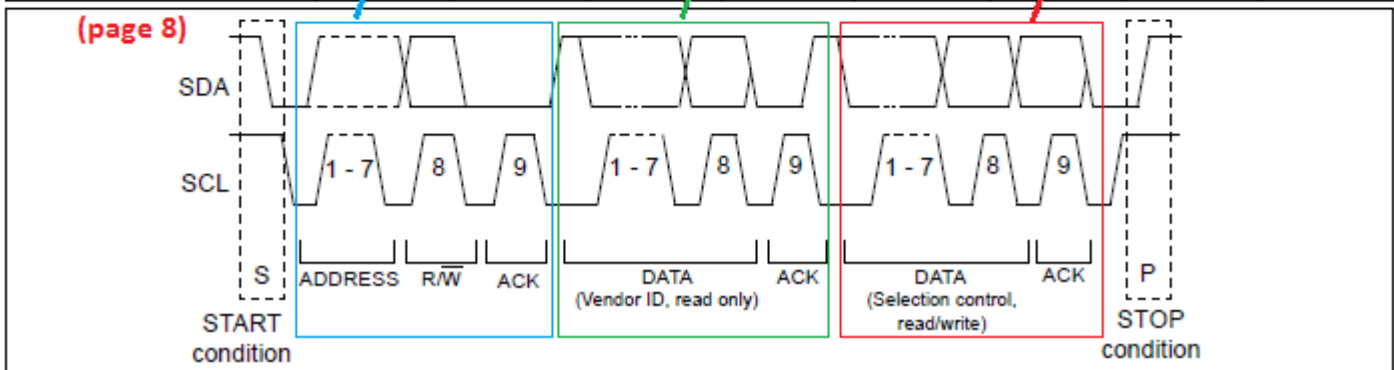 (page 8)
SDA
SCL
1 - 7 8 9 1 - 7 8 9 1 - 7 8 9
S ADDRESS R/W̅ ACK DATA ACK DATA ACK P
(Vendor ID, read only) (Selection control,
read/write)
START STOP
condition condition